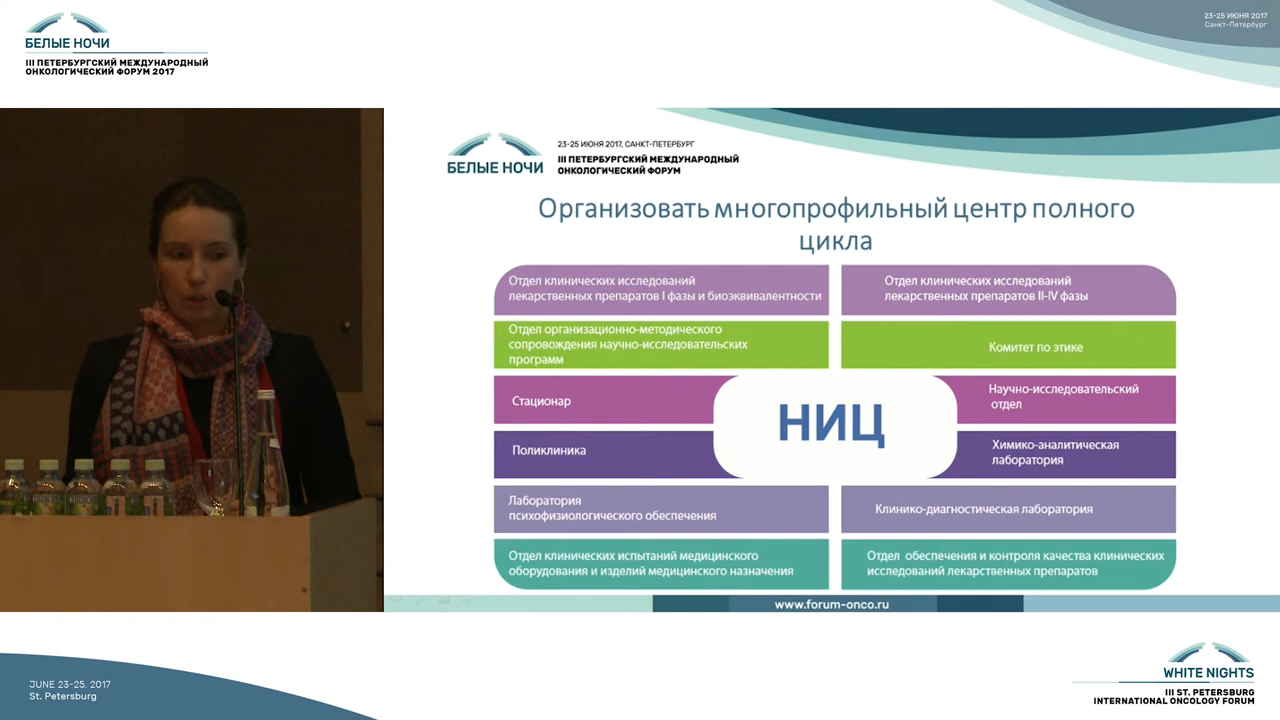 БЕЛЫЕ НОЧИ
III ПЕТЕРБУРГСКИЙ МЕЖДУНАРОДНЫЙ
ОНКОЛОГИЧЕСКИЙ ФОРУМ 2017
23-25 ИЮНЯ 2017
Санкт-Петербург
БЕЛЫЕ НОЧИ
23-25 ИЮНЯ 2017, САНКТ-ПЕТЕРБУРГ
III ПЕТЕРБУРГСКИЙ МЕЖДУНАРОДНЫЙ
ОНКОЛОГИЧЕСКИЙ ФОРУМ
Организовать многопрофильный центр полного
цикла
Отдел клинических исследований
лекарственных препаратов I фазы и биоэквивалентности
Отдел клинических исследований
лекарственных препаратов II-IV фазы
Отдел организационно-методического
сопровождения научно-исследовательских
программ
Комитет по этике
Стационар
Научно-исследовательский
отдел
НИЦ
Поликлиника
Химико-аналитическая
лаборатория
Лаборатория
психофизиологического обеспечения
Клинико-диагностическая лаборатория
Отдел клинических испытаний медицинского
оборудования и изделий медицинского назначения
Отдел обеспечения и контроля качества клинических
исследований лекарственных препаратов
www.forum-onco.ru
JUNE 23-25, 2017
St. Petersburg
WHITE NIGHTS
III ST. PETERSBURG
INTERNATIONAL ONCOLOGY FORUM